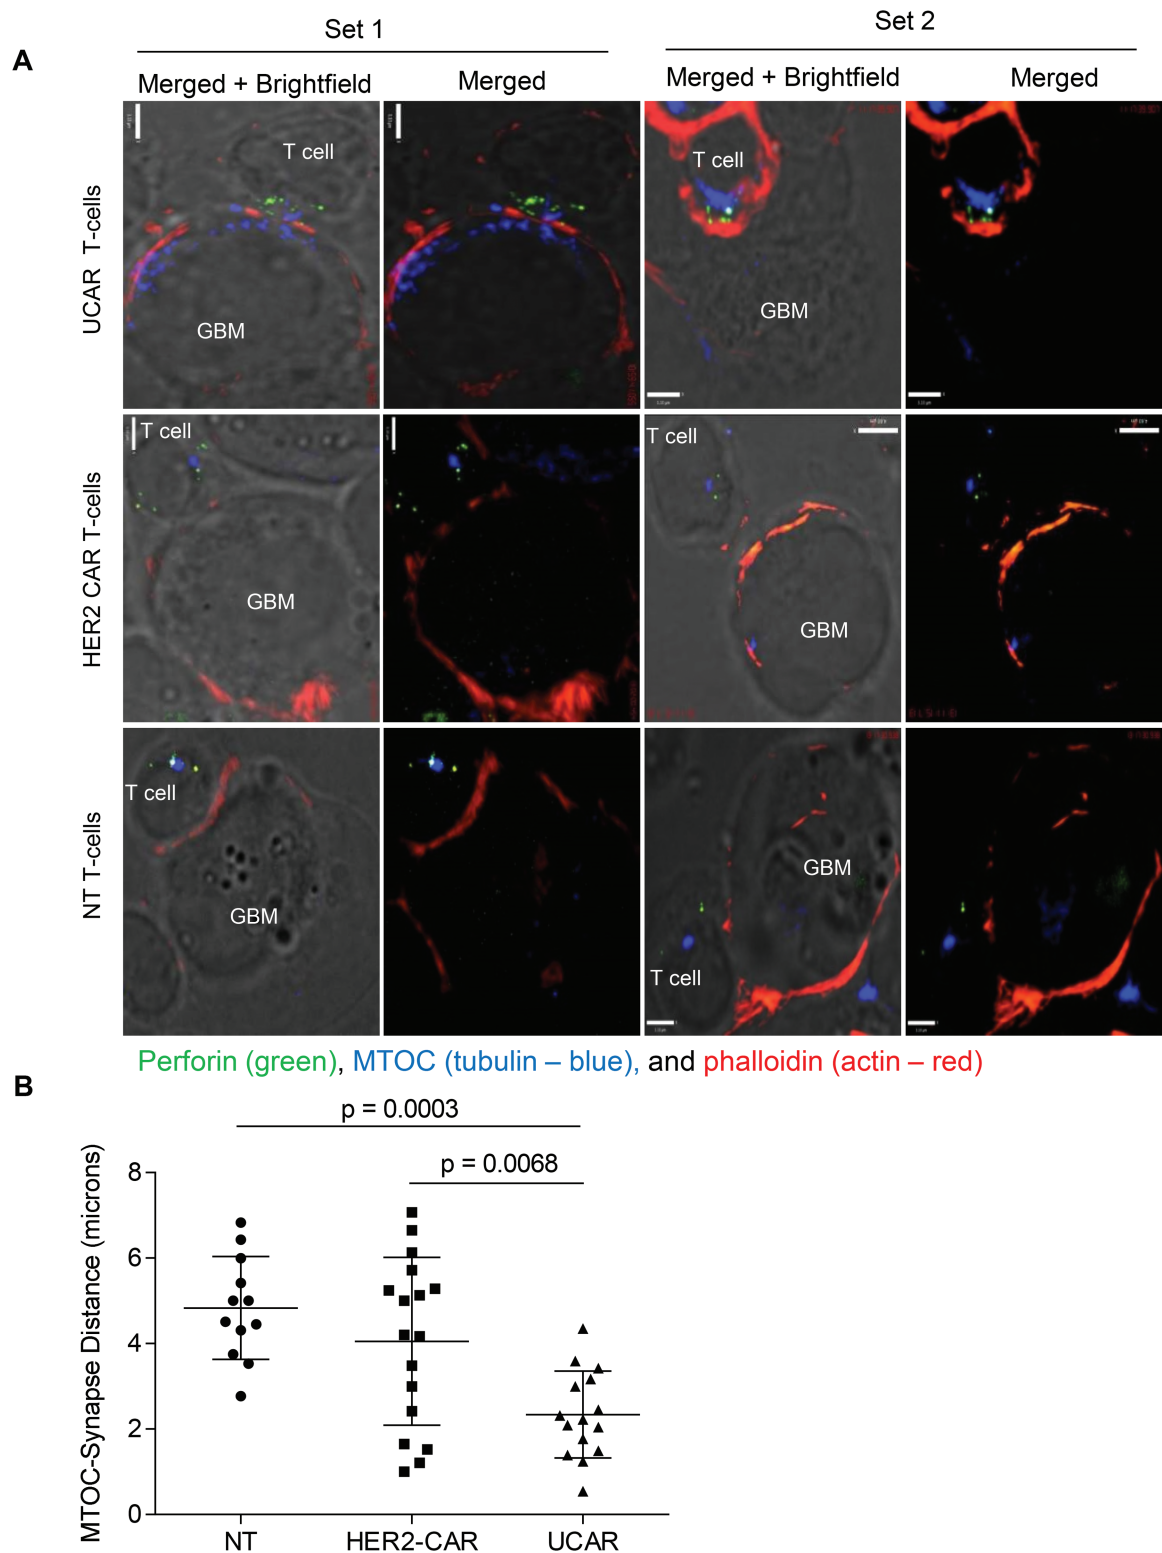 Set 1
Set 2
A
Merged + Brightfield
Merged
Merged + Brightfield
Merged
UCAR T-cells
T cell
GBM
T cell
GBM
HER2 CAR T-cells
T cell
GBM
T cell
GBM
NT T-cells
T cell
GBM
GBM
T cell
Perforin (green), MTOC (tubulin – blue), and phalloidin (actin – red)
B
p = 0.0003
p = 0.0068
MTOC-Synapse Distance (microns)
8
6
4
2
0
NT
HER2-CAR
UCAR